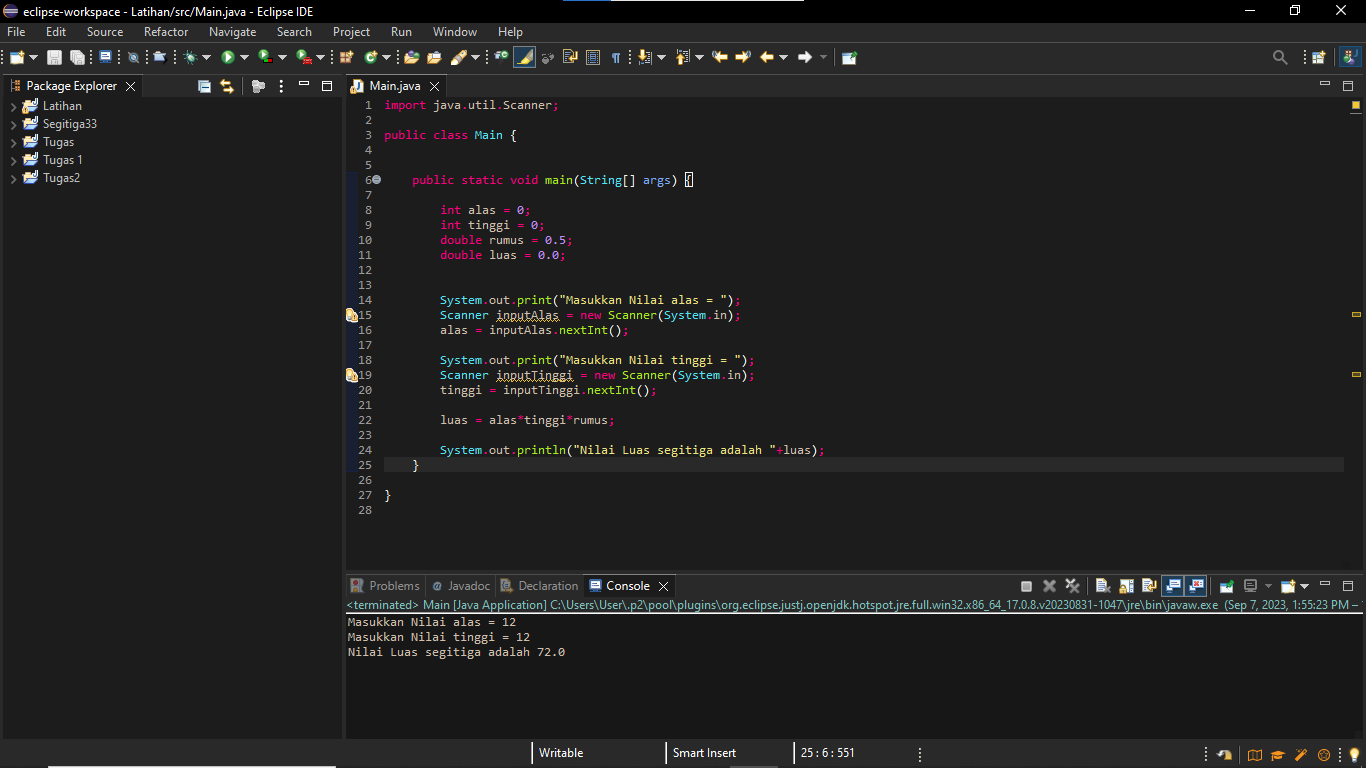 eclipse-workspace - Latihan/src/Main.java - Eclipse IDE
File Edit Source Refactor Navigate Search Project Run Window Help
Package Explorer
Latihan
Segitiga33
Tugas
Tugas 1
Tugas2
Main.java
1 import java.util.Scanner;
2
3 public class Main {
4
5
6 public static void main(String[] args) {
7
8 int alas = 0;
9 int tinggi = 0;
10 double rumus = 0.5;
11 double luas = 0.0;
12
13
14 System.out.print("Masukkan Nilai alas = ");
15 Scanner inputAlas = new Scanner(System.in);
16 alas = inputAlas.nextInt();
17
18 System.out.print("Masukkan Nilai tinggi = ");
19 Scanner inputTinggi = new Scanner(System.in);
20 tinggi = inputTinggi.nextInt();
21
22 luas = alas*tinggi*rumus;
23
24 System.out.println("Nilai Luas segitiga adalah "+luas);
25 }
26
27 }
28
Problems Javadoc Declaration Console
<terminated> Main [Java Application] C:\Users\User\.p2\pool\plugins\org.eclipse.justj.openjdk.hotspot.jre.full.win32.x86_64_17.0.8.v20230831-1047\jre\bin\javaw.exe (Sep 7, 2023, 1:55:23 PM –
Masukkan Nilai alas = 12
Masukkan Nilai tinggi = 12
Nilai Luas segitiga adalah 72.0
Writable Smart Insert 25 : 6 : 551